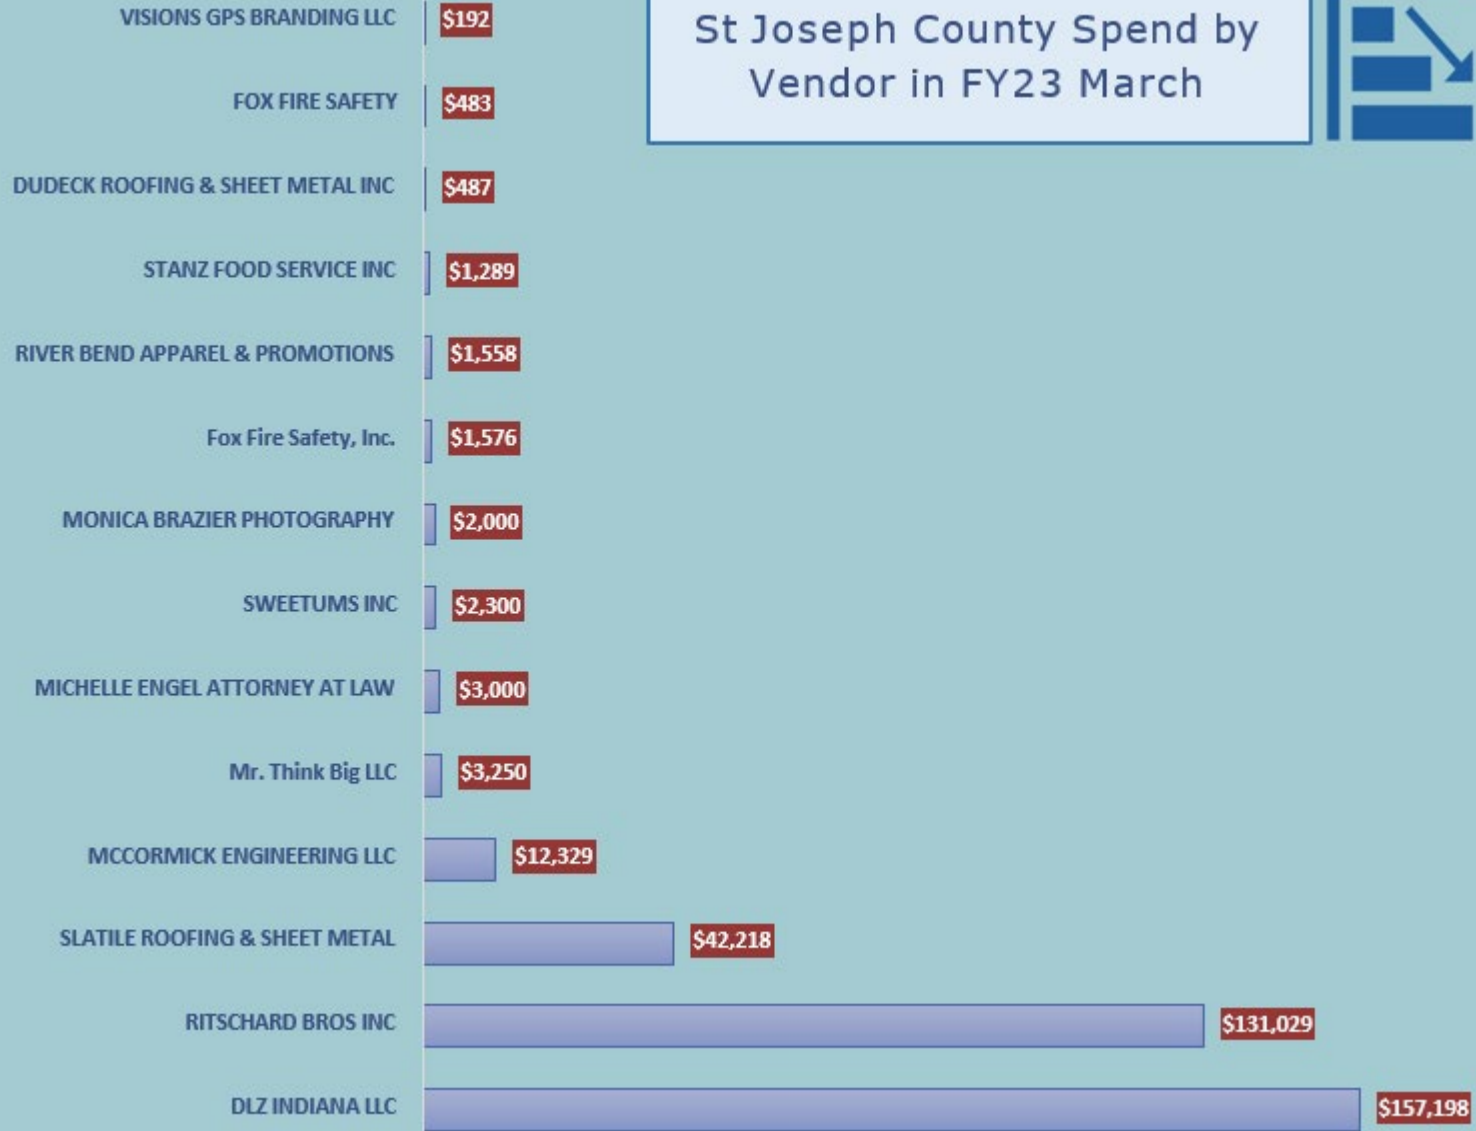 St Joseph County Spend by
Vendor in FY23 March
VISIONS GPS BRANDING LLC $192
FOX FIRE SAFETY $483
DUDECK ROOFING & SHEET METAL INC $487
STANZ FOOD SERVICE INC $1,289
RIVER BEND APPAREL & PROMOTIONS $1,558
Fox Fire Safety, Inc. $1,576
MONICA BRAZIER PHOTOGRAPHY $2,000
SWEETUMS INC $2,300
MICHELLE ENGEL ATTORNEY AT LAW $3,000
Mr. Think Big LLC $3,250
MCCORMICK ENGINEERING LLC $12,329
SLATILE ROOFING & SHEET METAL $42,218
RITSCHARD BROS INC $131,029
DLZ INDIANA LLC $157,198